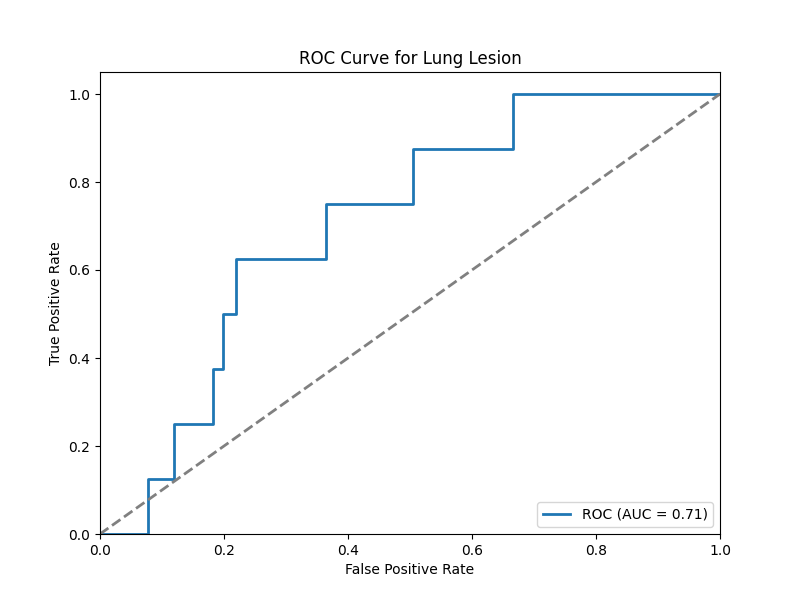 ROC Curve for Lung Lesion
True Positive Rate
1.0
0.8
0.6
0.4
0.2
0.0
0.0 0.2 0.4 0.6 0.8 1.0
False Positive Rate
ROC (AUC = 0.71)